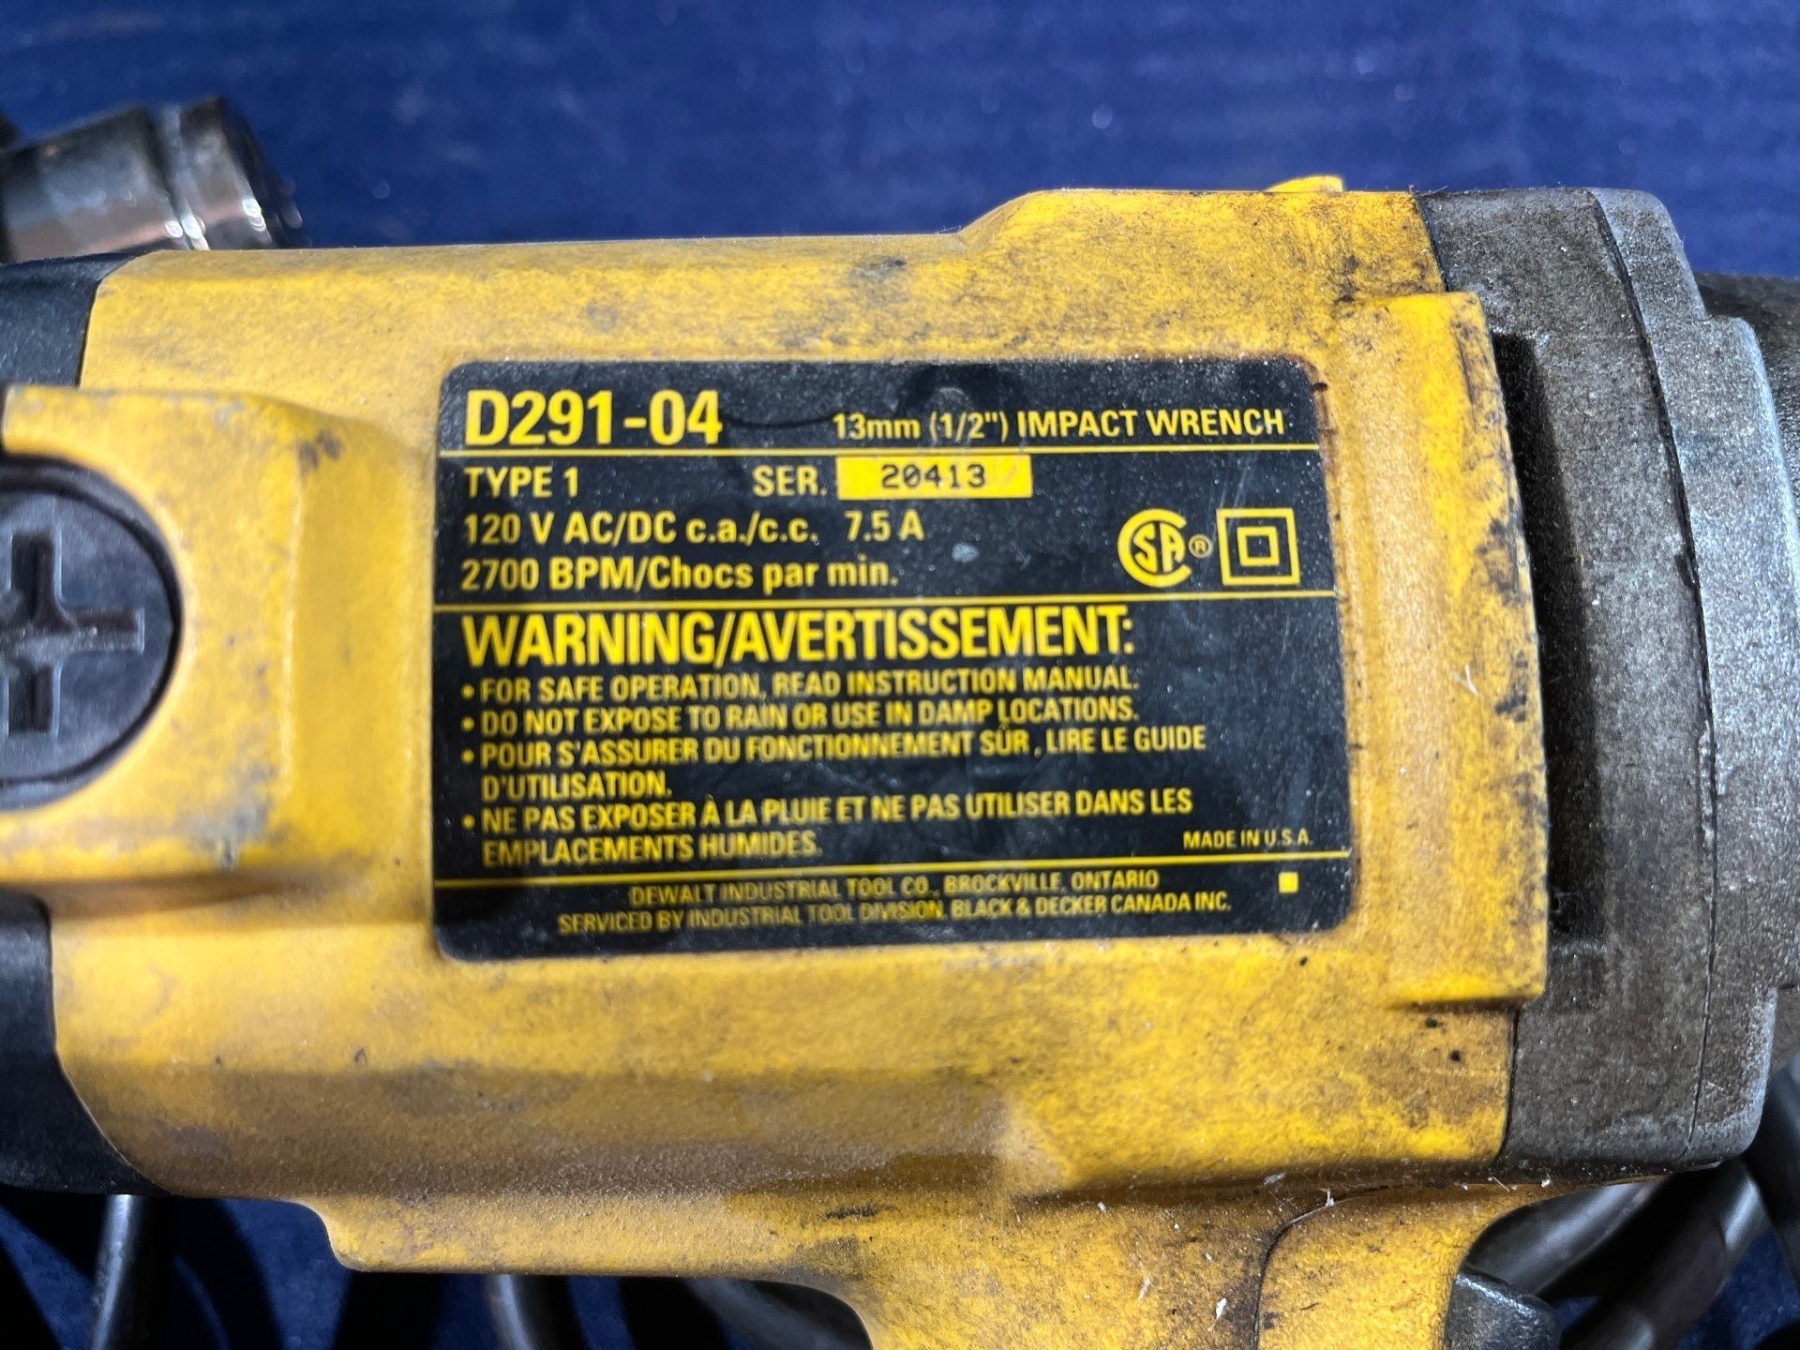 D291-04 13mm (1/2") IMPACT WRENCH
TYPE 1 SER. 20413
120 V AC/DC c.a./c.c. 7.5 A
2700 BPM/Chocs par min.
SA®
WARNING/AVERTISSEMENT:
• FOR SAFE OPERATION, READ INSTRUCTION MANUAL.
• DO NOT EXPOSE TO RAIN OR USE IN DAMP LOCATIONS.
• POUR S'ASSURER DU FONCTIONNEMENT SÛR, LIRE LE GUIDE
D'UTILISATION.
• NE PAS EXPOSER À LA PLUIE ET NE PAS UTILISER DANS LES
EMPLACEMENTS HUMIDES.
MADE IN U.S.A.
DEWALT INDUSTRIAL TOOL CO., BROCKVILLE, ONTARIO
SERVICED BY INDUSTRIAL TOOL DIVISION, BLACK & DECKER CANADA INC.